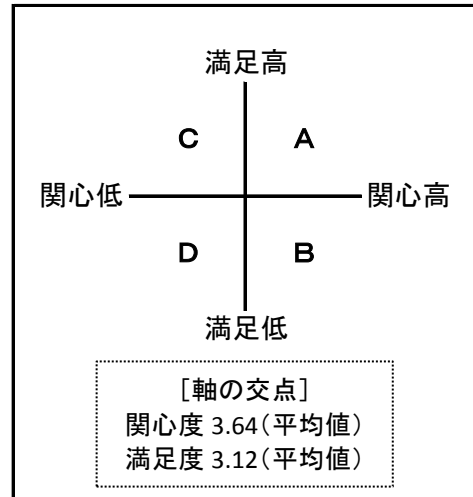 満足高
C A
関心低 関心高
D B
満足低
[軸の交点]
関心度 3.64(平均値)
満足度 3.12(平均値)